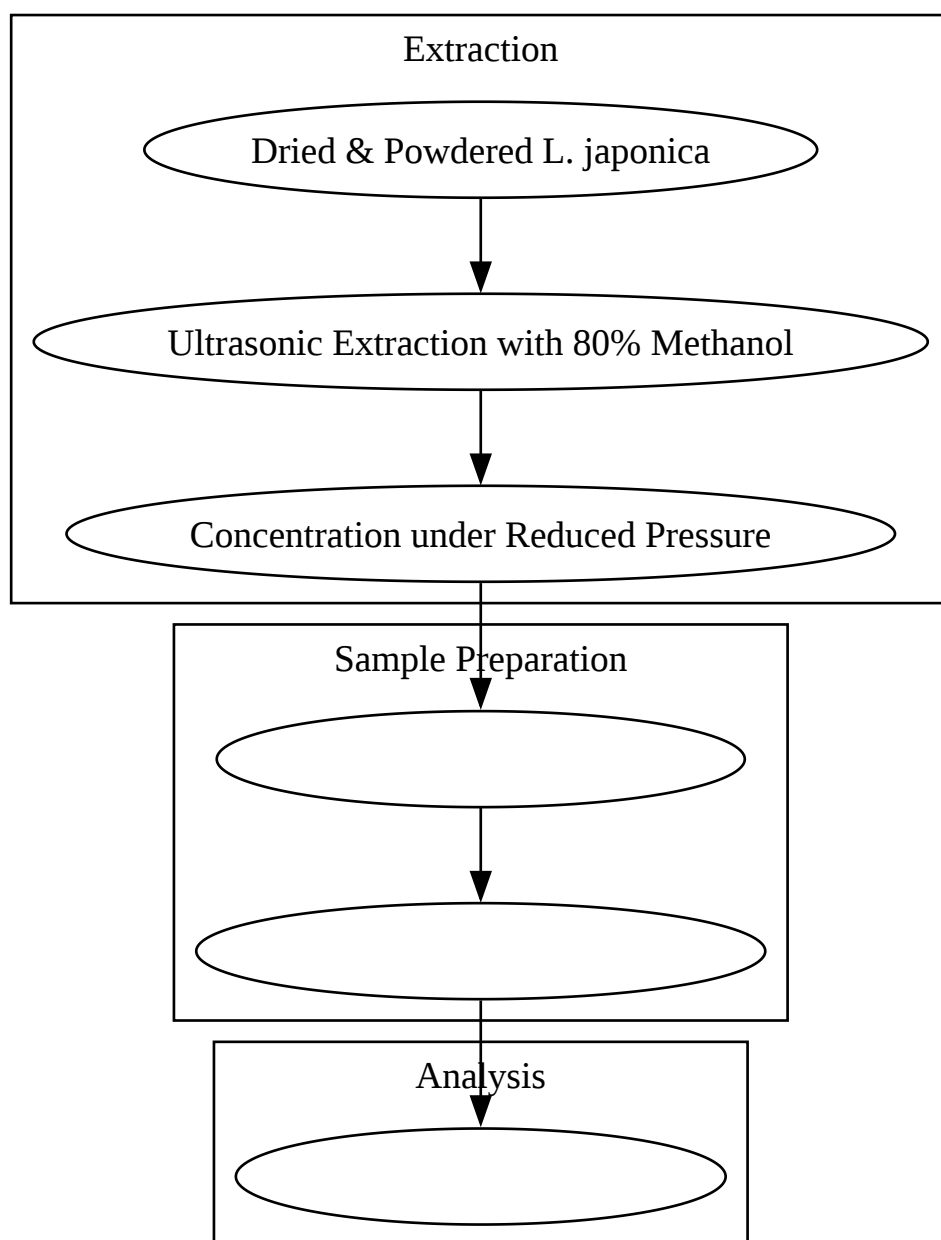 Extraction
Dried & Powdered L. japonica
Ultrasonic Extraction with 80% Methanol
Concentration under Reduced Pressure
Sample Preparation
Analysis